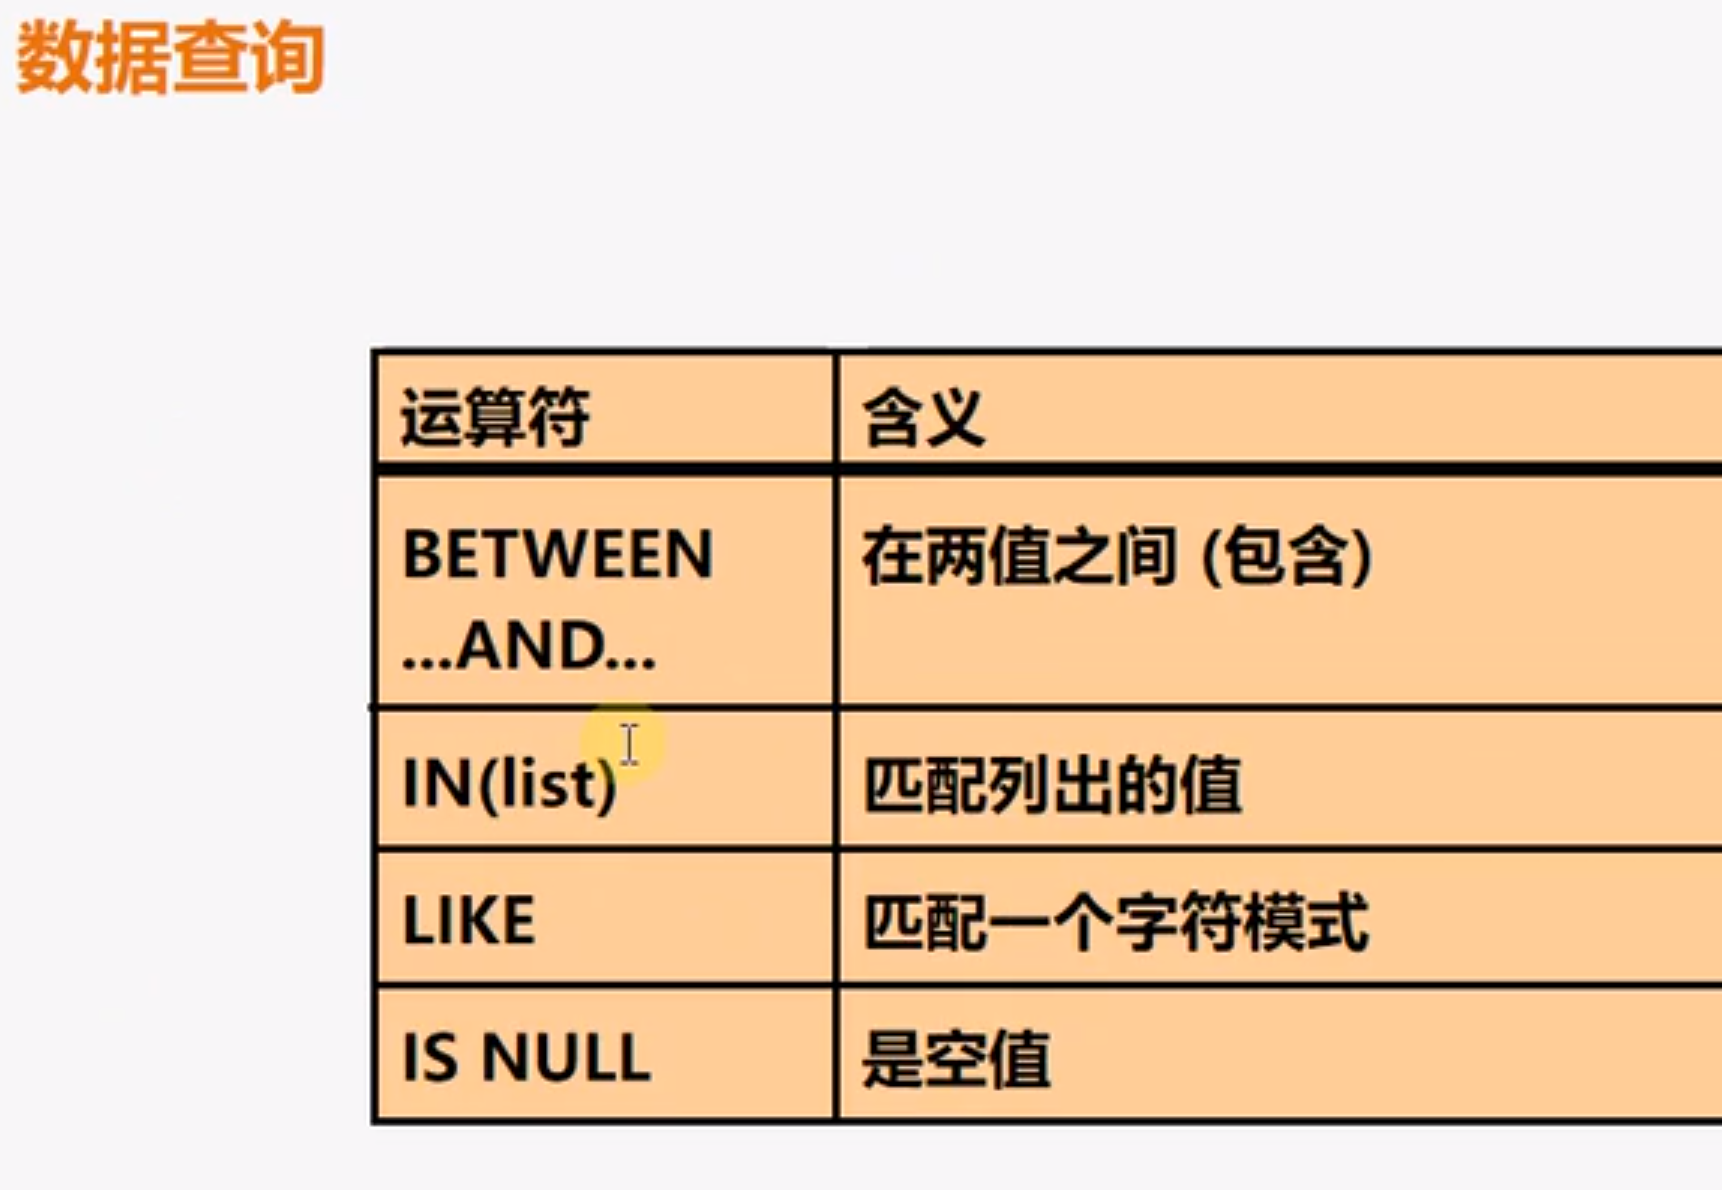 数据查询
运算符 含义
BETWEEN 在两值之间 (包含)
...AND...
IN(list) 匹配列出的值
LIKE 匹配一个字符模式
IS NULL 是空值